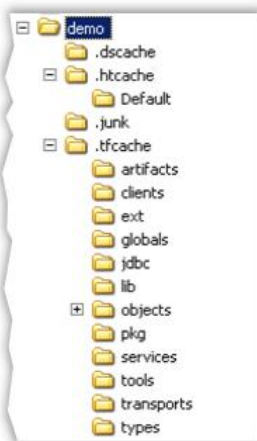 demo
.dscache
.htcache
Default
.junk
.tfcache
artifacts
clients
ext
globals
jdbc
lib
objects
pkg
services
tools
transports
types